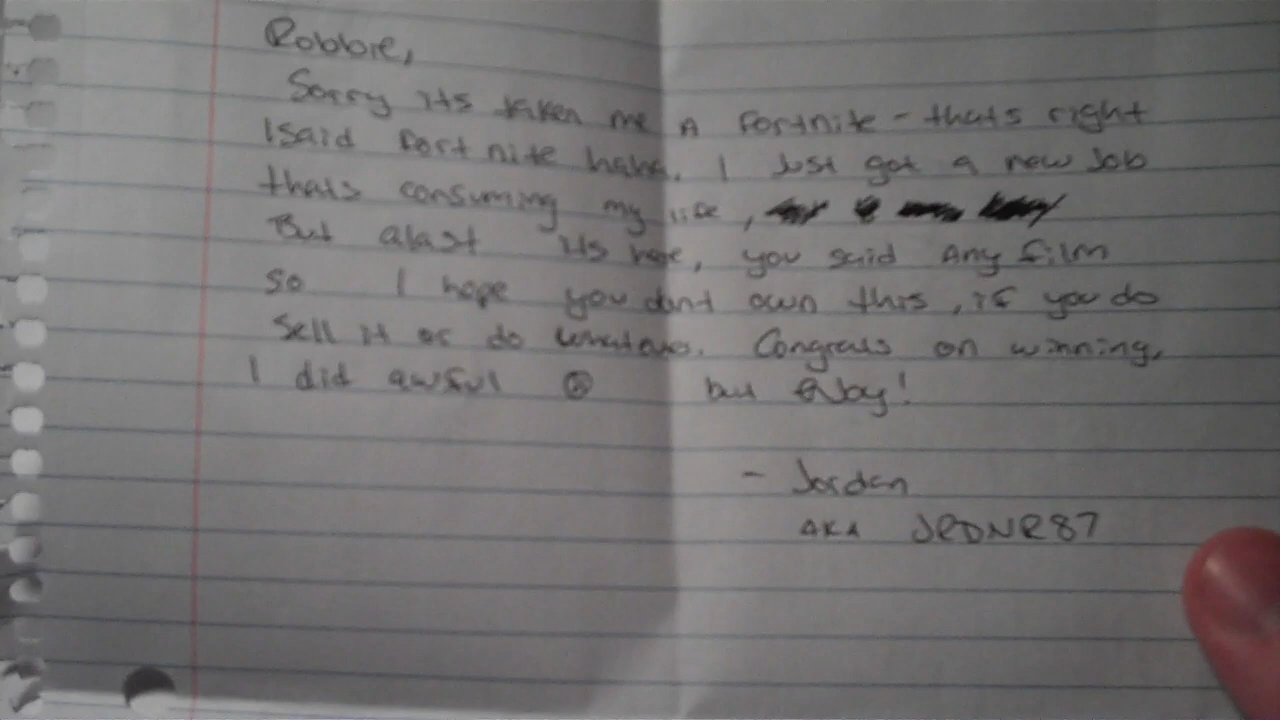 Robbie,
Sorry its taken me A fortnite - thats right
I said fortnite haha. I Just got a new Job
thats consuming my life,
But alast its here, you said Any film
so I hope you dont own this, if you do
Sell it or do whatever. Congrats on winning,
I did awful ☹ but enjoy!
- Jordan
AKA JRDNR87